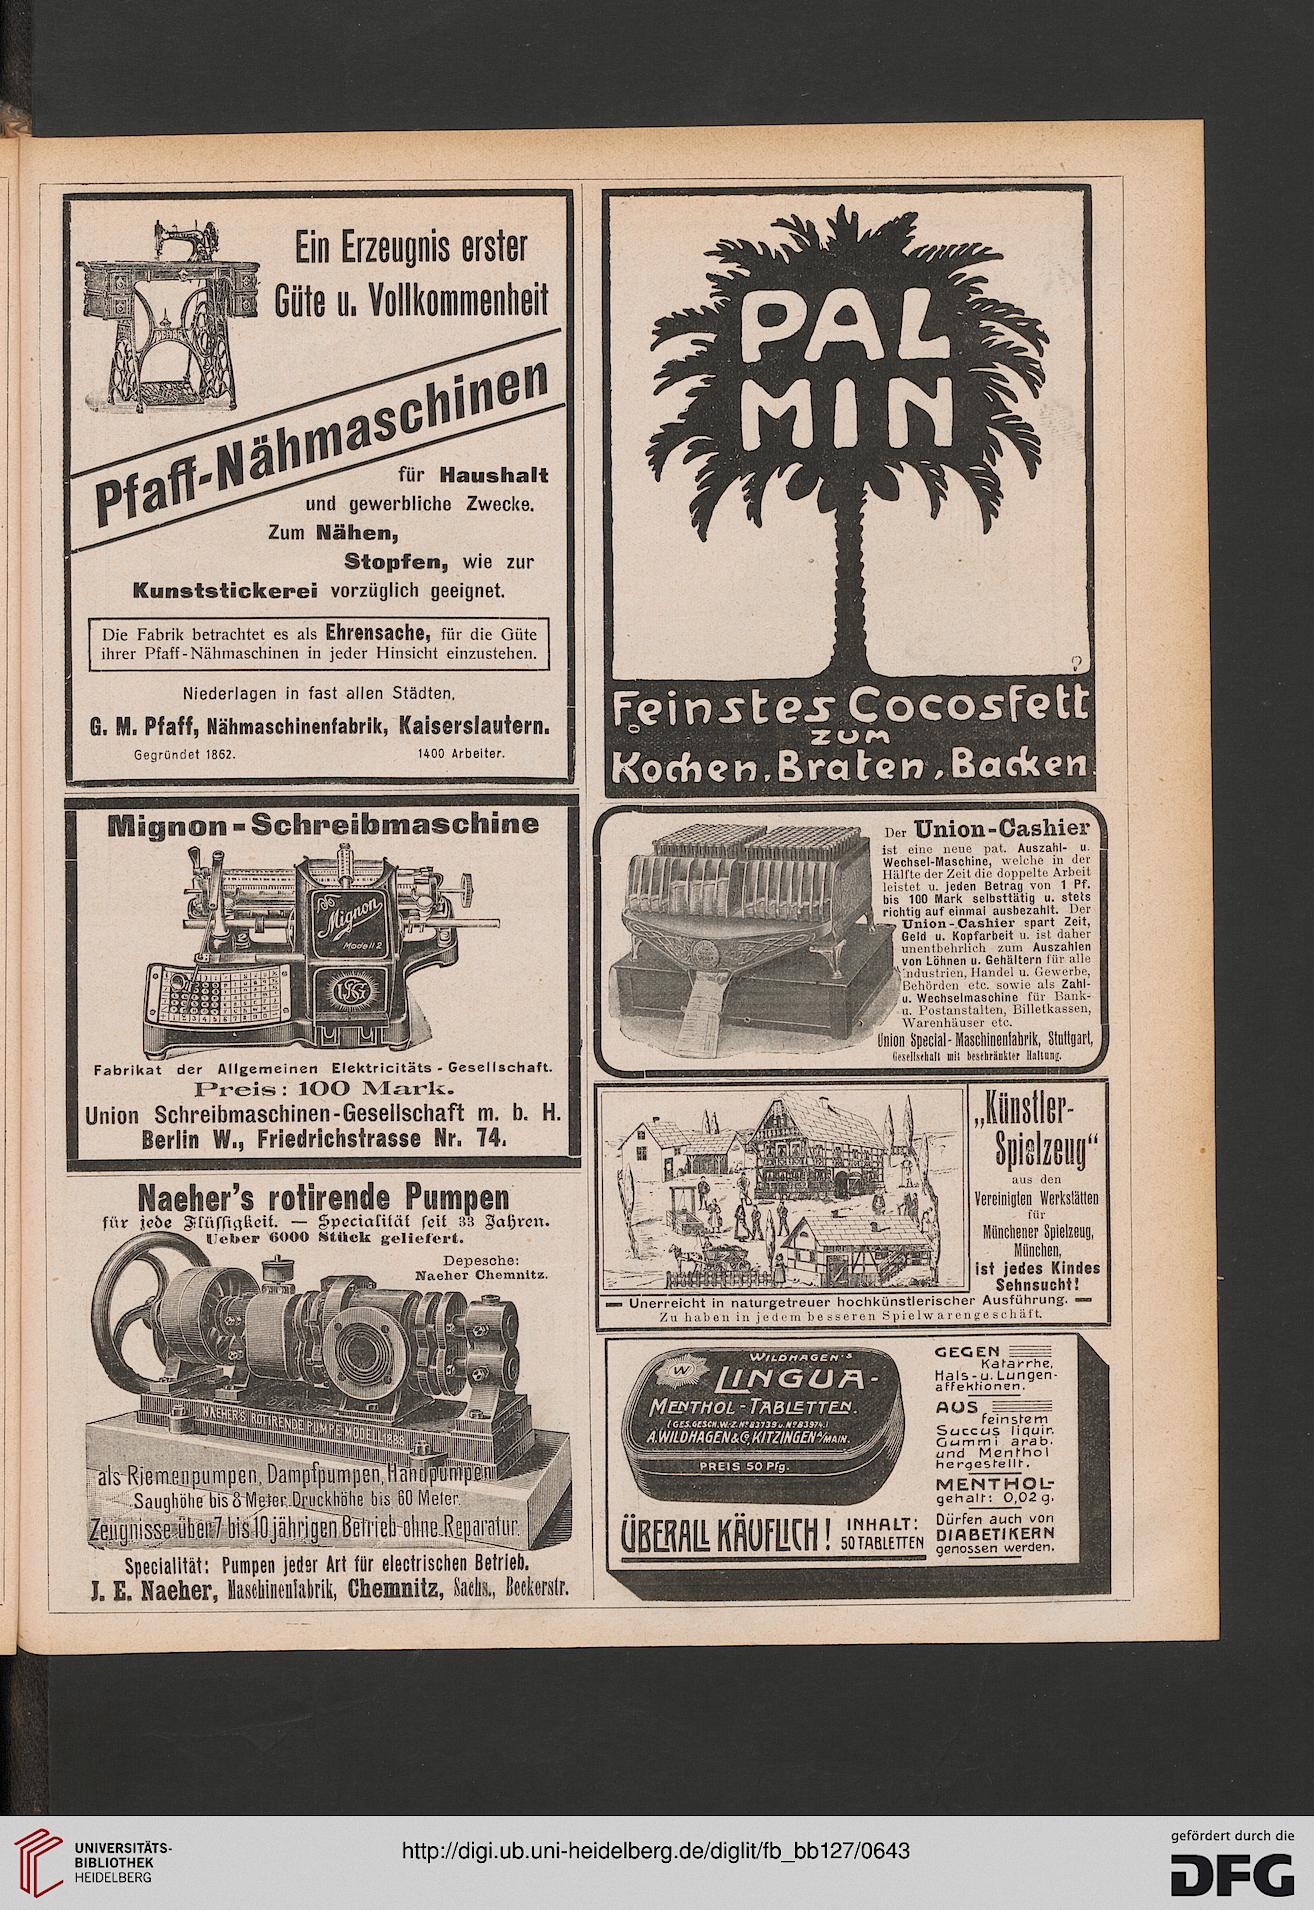 Ein Erzeugnis erster
Güte u. Vollkommenheit
Pfaff-Nähmaschinen
für Haushalt
und gewerbliche Zwecke.
Zum Nähen,
Stopfen, wie zur
Kunststickerei vorzüglich geeignet.
Die Fabrik betrachtet es als Ehrensache, für die Güte
ihrer Pfaff-Nähmaschinen in jeder Hinsicht einzustehen.
Niederlagen in fast allen Städten.
G. M. Pfaff, Nähmaschinenfabrik, Kaiserslautern.
Gegründet 1862. 1400 Arbeiter.
Mignon-Schreibmaschine
Mignon
Modell 2
Fabrikat der Allgemeinen Elektricitäts-Gesellschaft.
Preis: 100 Mark.
Union Schreibmaschinen-Gesellschaft m. b. H.
Berlin W., Friedrichstrasse Nr. 74.
Naeher's rotirende Pumpen
für jede Flüssigkeit. — Specialität seit 33 Jahren.
Ueber 6000 Stück geliefert.
Depesche:
Naeher Chemnitz.
NAEHER'S ROTIRENDE PUMPE MODELL 1888
als Riemenpumpen, Dampfpumpen, Handpumpen
Saughöhe bis 8 Meter. Druckhöhe bis 60 Meter.
Zeugnisse über 7 bis 10 jährigen Betrieb ohne Reparatur.
Specialität: Pumpen jeder Art für electrischen Betrieb.
J. E. Naeher, Maschinenfabrik, Chemnitz, Sachs., Beckerstr.
PAL
MIN
Feinstes Cocosfett
zum
Kochen, Braten, Backen
Der Union-Cashier
ist eine neue pat. Auszahl- u.
Wechsel-Maschine, welche in der
Hälfte der Zeit die doppelte Arbeit
leistet u. jeden Betrag von 1 Pf.
bis 100 Mark selbsttätig u. stets
richtig auf einmal ausbezahlt. Der
Union-Cashier spart Zeit,
Geld u. Kopfarbeit u. ist daher
unentbehrlich zum Auszahlen
von Löhnen u. Gehältern für alle
Industrien, Handel u. Gewerbe,
Behörden etc. sowie als Zahl-
u. Wechselmaschine für Bank-
u. Postanstalten, Billetkassen,
Warenhäuser etc.
Union Special-Maschinenfabrik, Stuttgart,
Gesellschaft mit beschränkter Haftung.
„Künstler-
Spielzeug“
aus den
Vereinigten Werkstätten
für
Münchener Spielzeug,
München,
ist jedes Kindes
Sehnsucht!
Unerreicht in naturgetreuer hochkünstlerischer Ausführung.
Zu haben in jedem besseren Spielwarengeschäft.
WILDHAGEN'S
W
LINGUA-
MENTHOL-TABLETTEN.
(GES. GESCH. W.-Z. Nº 83739 u. Nº 83974.)
A. WILDHAGEN & Co, KITZINGEN a/MAIN.
PREIS 50 Pfg.
ÜBERALL KÄUFLICH!
INHALT:
50 TABLETTEN
GEGEN
Katarrhe,
Hals-u. Lungen-
affektionen.
AUS
feinstem
Succus liquir.
Gummi arab.
und Menthol
hergestellt.
MENTHOL-
gehalt: 0,02 g.
Dürfen auch von
DIABETIKERN
genossen werden.
UNIVERSITÄTS-
BIBLIOTHEK
HEIDELBERG
http://digi.ub.uni-heidelberg.de/diglit/fb_bb127/0643
gefördert durch die
DFG